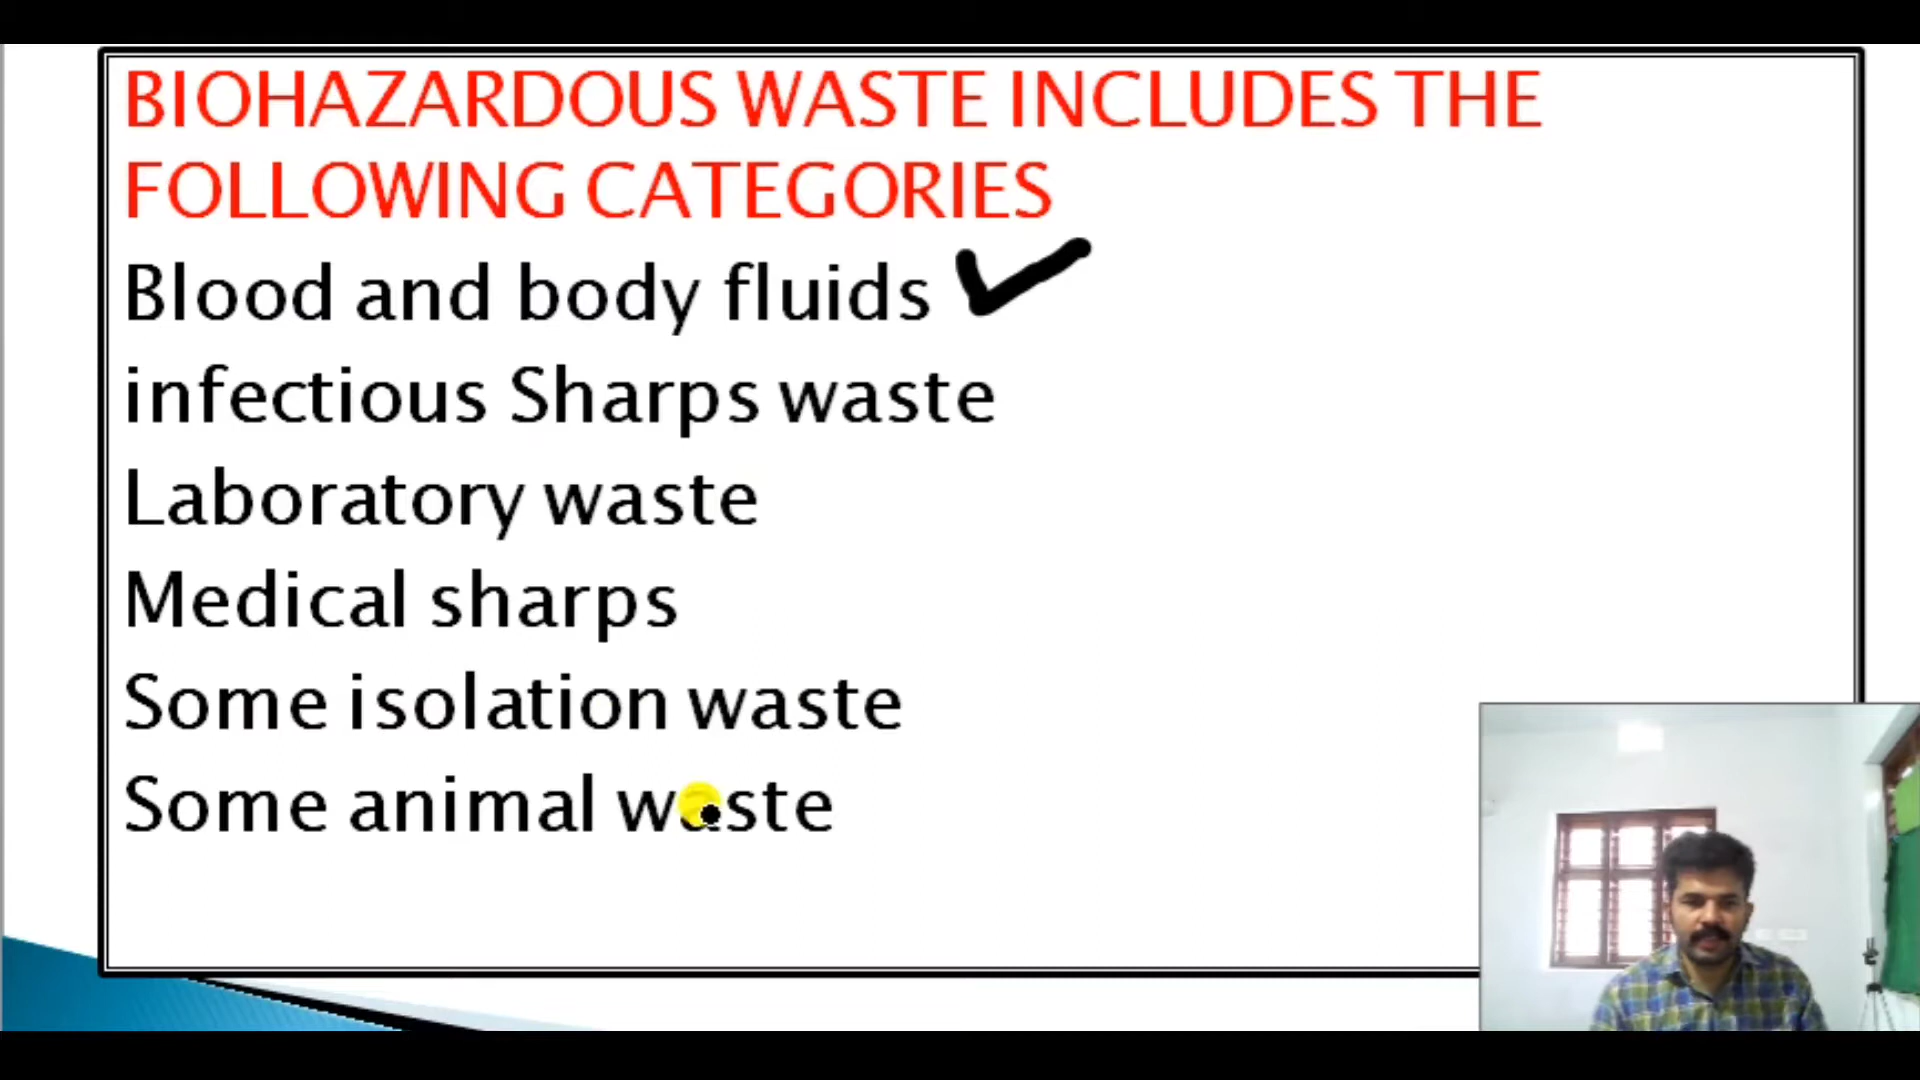 BIOHAZARDOUS WASTE INCLUDES THE
FOLLOWING CATEGORIES
Blood and body fluids
infectious Sharps waste
Laboratory waste
Medical sharps
Some isolation waste
Some animal waste